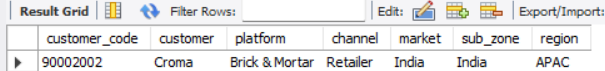 Result Grid Filter Rows: Edit: Export/Import:
customer_code customer platform channel market sub_zone region
90002002 Croma Brick & Mortar Retailer India India APAC